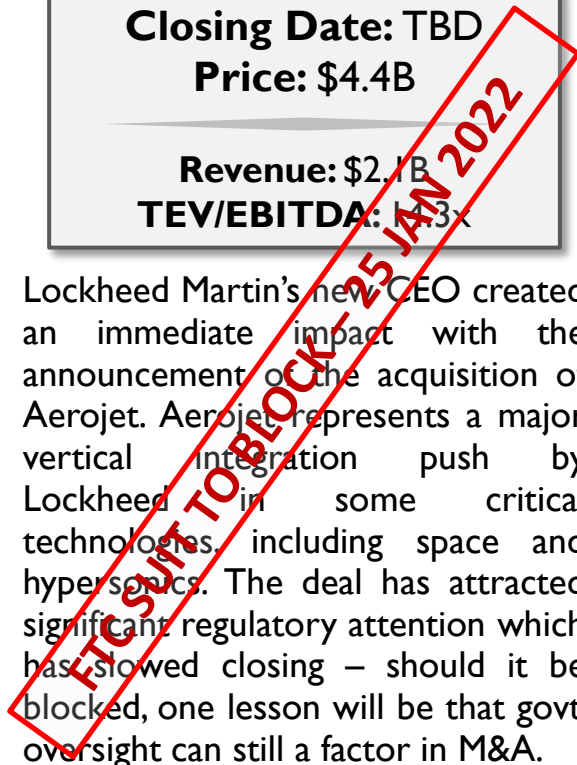 Closing Date: TBD
Price: $4.4B
Revenue: $2.1B
TEV/EBITDA: 14.3x
Lockheed Martin's new CEO created
an immediate impact with the
announcement of the acquisition of
Aerojet. Aerojet represents a major
vertical integration push by
Lockheed in some critical
technologies, including space and
hypersonics. The deal has attracted
significant regulatory attention which
has slowed closing – should it be
blocked, one lesson will be that govt
oversight can still a factor in M&A.
FTC SUIT TO BLOCK – 25 JAN 2022